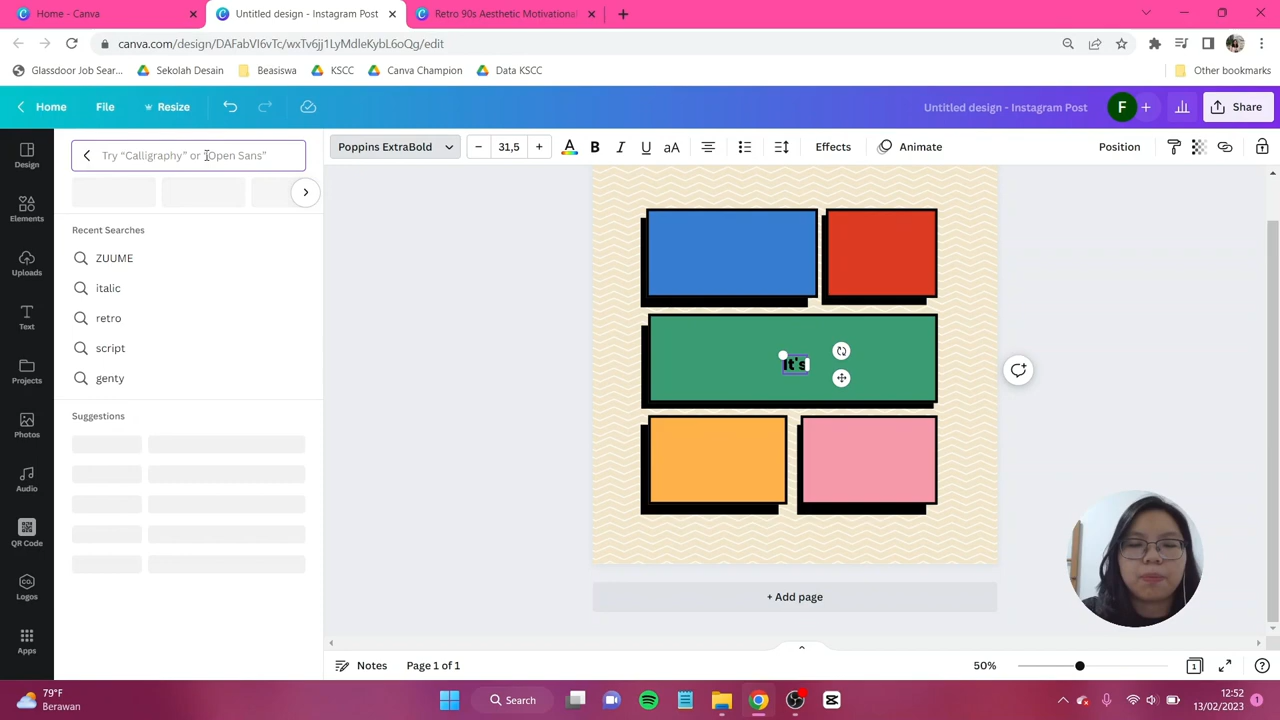 Home - Canva
Untitled design - Instagram Post
Retro 90s Aesthetic Motivational
canva.com/design/DAFabVI6vTc/wxTv6jj1LyMdleKybL6oQg/edit
Glassdoor Job Sear...
Sekolah Desain
Beasiswa
KSCC
Canva Champion
Data KSCC
Other bookmarks
Home
File
Resize
Untitled design - Instagram Post
F
Share
Design
Elements
Uploads
Text
Projects
Photos
Audio
QR Code
Logos
Apps
Try “Calligraphy” or “Open Sans”
Recent Searches
ZUUME
italic
retro
script
genty
Suggestions
Poppins ExtraBold
31,5
A
B
I
U
aA
Effects
Animate
Position
It's
+ Add page
Notes
Page 1 of 1
50%
1
79°F
Berawan
Search
12:52
13/02/2023
1